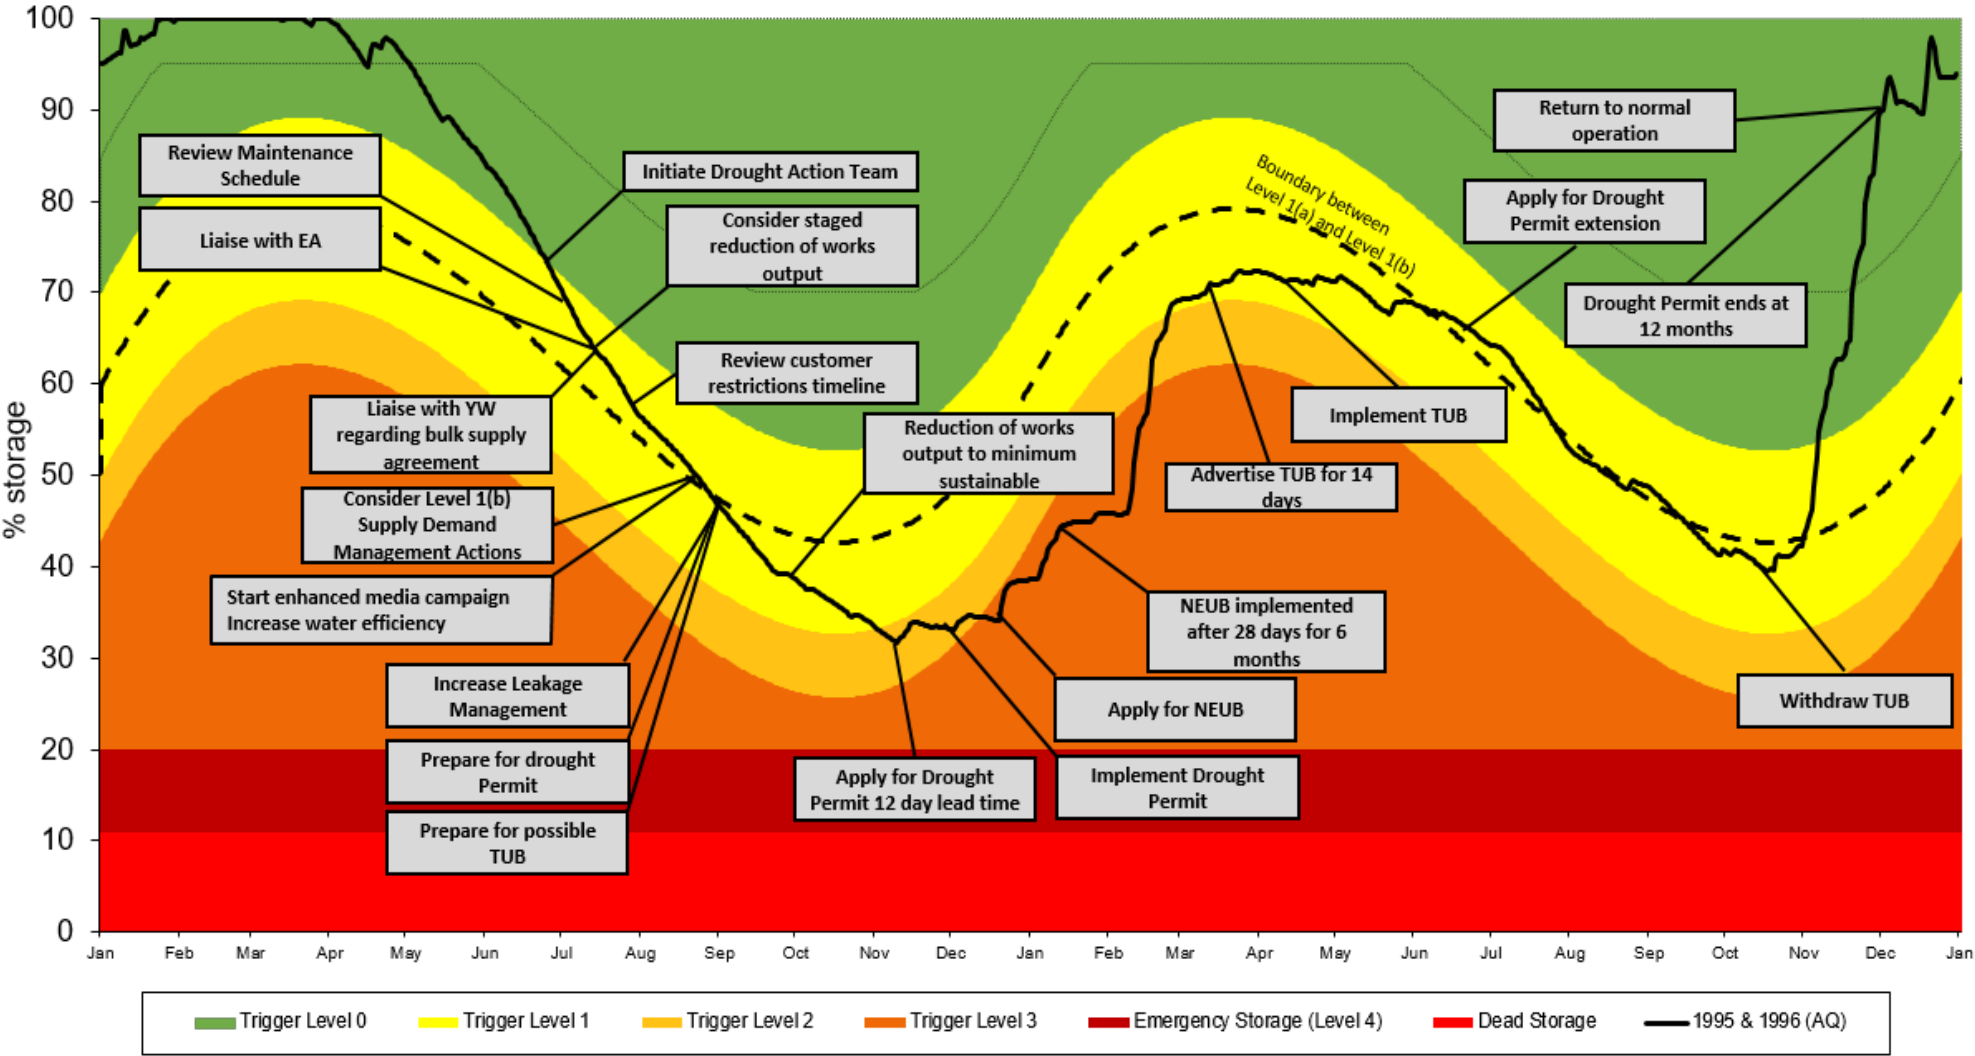 100
90
80
70
60
50
40
30
20
10
0
% storage
Review Maintenance
Schedule
Liaise with EA
Initiate Drought Action Team
Consider staged
reduction of works
output
Review customer
restrictions timeline
Liaise with YW
regarding bulk supply
agreement
Consider Level 1(b)
Supply Demand
Management Actions
Start enhanced media campaign
Increase water efficiency
Increase Leakage
Management
Prepare for drought
Permit
Prepare for possible
TUB
Reduction of works
output to minimum
sustainable
Apply for Drought
Permit 12 day lead time
Implement Drought
Permit
Apply for NEUB
NEUB implemented
after 28 days for 6
months
Advertise TUB for 14
days
Implement TUB
Boundary between
Level 1(a) and Level 1(b)
Return to normal
operation
Apply for Drought
Permit extension
Drought Permit ends at
12 months
Withdraw TUB
Jan Feb Mar Apr May Jun Jul Aug Sep Oct Nov Dec Jan Feb Mar Apr May Jun Jul Aug Sep Oct Nov Dec Jan
Trigger Level 0 Trigger Level 1 Trigger Level 2 Trigger Level 3 Emergency Storage (Level 4) Dead Storage 1995 & 1996 (AQ)